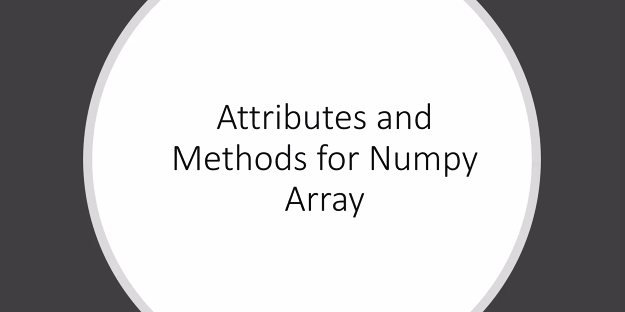 Attributes and
Methods for Numpy
Array